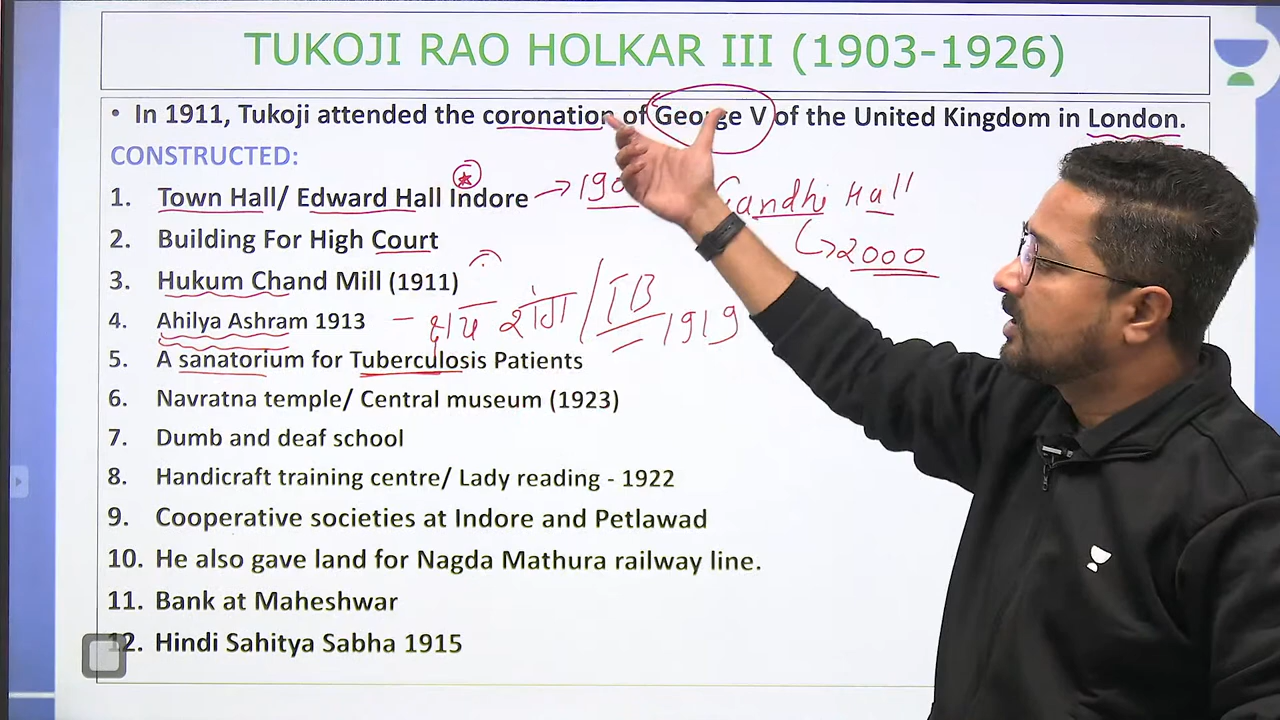 TUKOJI RAO HOLKAR III (1903-1926)
• In 1911, Tukoji attended the coronation of George V of the United Kingdom in London.
CONSTRUCTED:
1. Town Hall/ Edward Hall Indore → Gandhi Hall
↳ 2000
2. Building For High Court
3. Hukum Chand Mill (1911)
4. Ahilya Ashram 1913 – / TB 1919
5. A sanatorium for Tuberculosis Patients
6. Navratna temple/ Central museum (1923)
7. Dumb and deaf school
8. Handicraft training centre/ Lady reading - 1922
9. Cooperative societies at Indore and Petlawad
10. He also gave land for Nagda Mathura railway line.
11. Bank at Maheshwar
12. Hindi Sahitya Sabha 1915